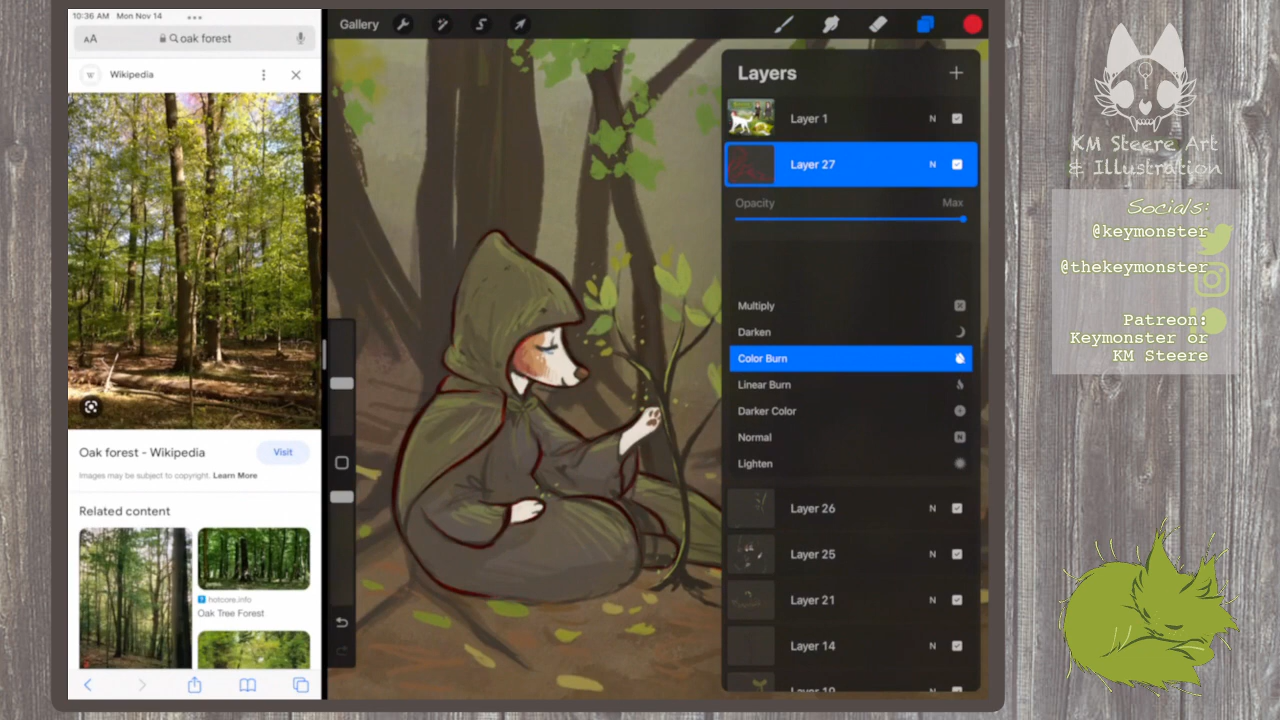 10:36 AM Mon Nov 14
AA
oak forest
W
Wikipedia
Oak forest - Wikipedia
Visit
Images may be subject to copyright. Learn More
Related content
hotcore.info
Oak Tree Forest
Gallery
Layers
Layer 1
N
Layer 27
N
Opacity
Max
Multiply
Darken
Color Burn
Linear Burn
Darker Color
Normal
N
Lighten
Layer 26
N
Layer 25
N
Layer 21
N
Layer 14
N
KM Steere Art
& Illustration
Socials:
@keymonster
@thekeymonster
Patreon:
Keymonster or
KM Steere